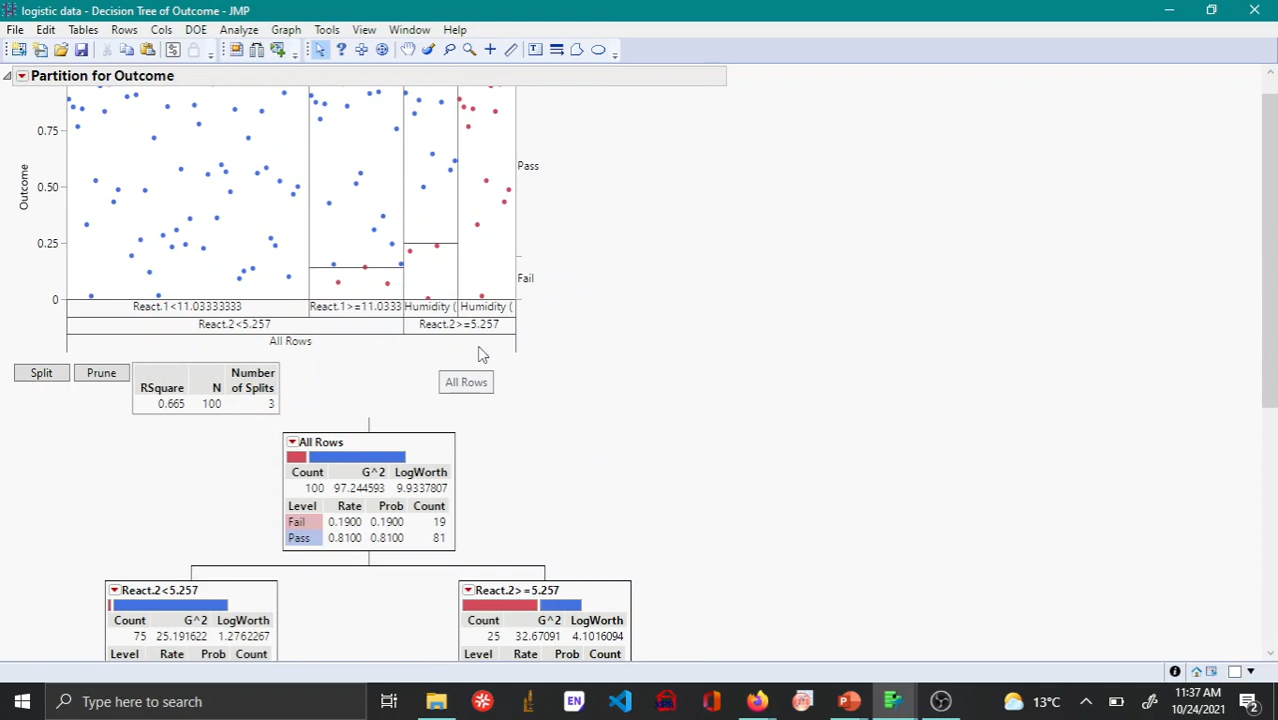 logistic data - Decision Tree of Outcome - JMP
File Edit Tables Rows Cols DOE Analyze Graph Tools View Window Help
Partition for Outcome
0.75
0.50
0.25
0
Outcome
Pass
Fail
React.1<11.03333333 React.1>=11.0333 Humidity ( Humidity (
React.2<5.257 React.2>=5.257
All Rows
Split Prune
Number
RSquare N of Splits
0.665 100 3
All Rows
All Rows
Count G^2 LogWorth
100 97.244593 9.9337807
Level Rate Prob Count
Fail 0.1900 0.1900 19
Pass 0.8100 0.8100 81
React.2<5.257
Count G^2 LogWorth
75 25.191622 1.2762267
Level Rate Prob Count
React.2>=5.257
Count G^2 LogWorth
25 32.67091 4.1016094
Level Rate Prob Count
Type here to search
EN
13°C
11:37 AM
10/24/2021
2